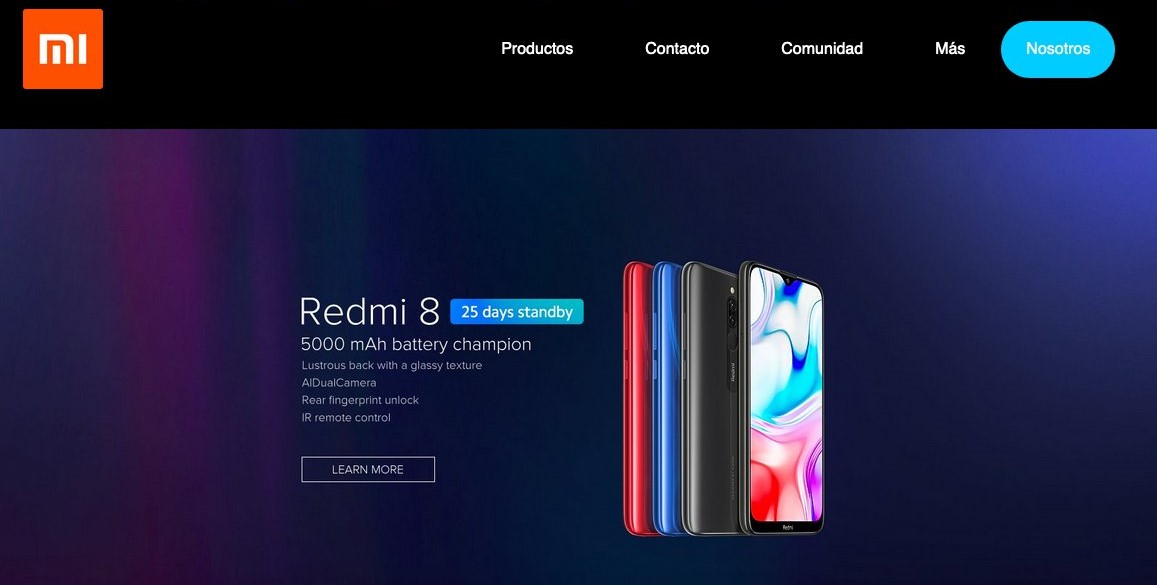 mi
Productos Contacto Comunidad Más Nosotros
Redmi 8 25 days standby
5000 mAh battery champion
Lustrous back with a glassy texture
AIDualCamera
Rear fingerprint unlock
IR remote control
LEARN MORE
Redmi
Redmi